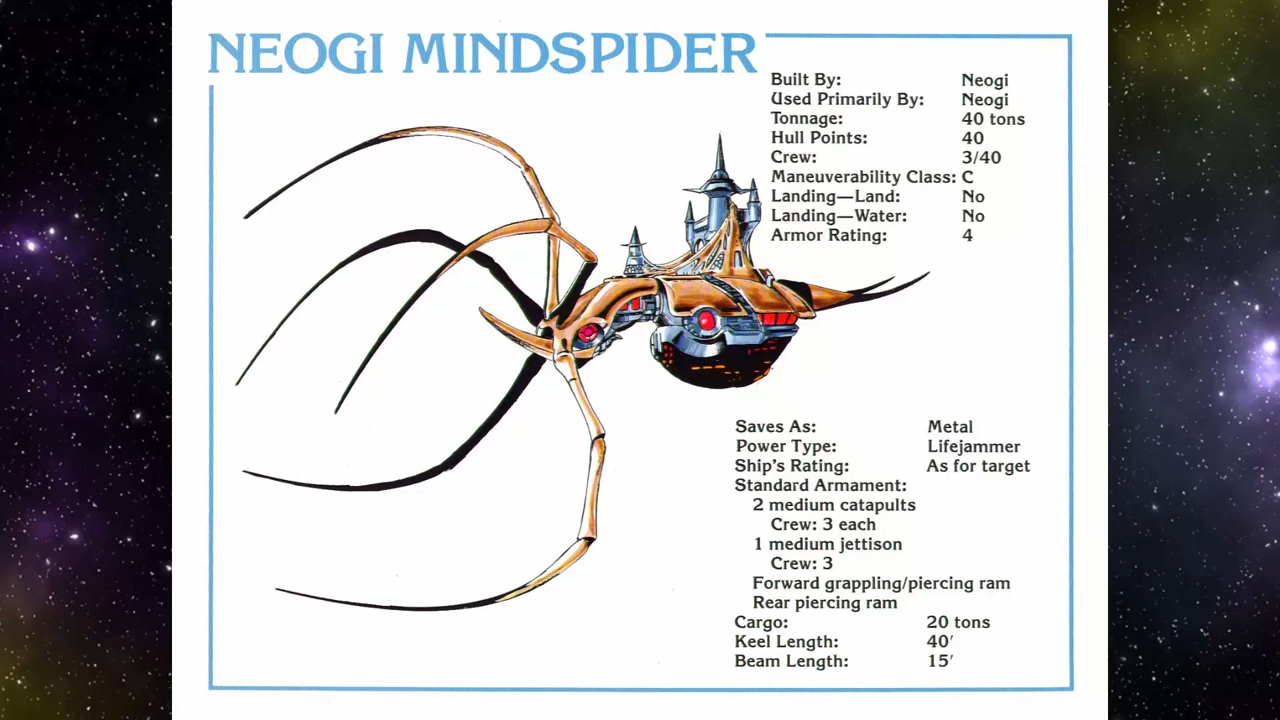 NEOGI MINDSPIDER
Built By: Neogi
Used Primarily By: Neogi
Tonnage: 40 tons
Hull Points: 40
Crew: 3/40
Maneuverability Class: C
Landing—Land: No
Landing—Water: No
Armor Rating: 4
Saves As: Metal
Power Type: Lifejammer
Ship's Rating: As for target
Standard Armament:
2 medium catapults
Crew: 3 each
1 medium jettison
Crew: 3
Forward grappling/piercing ram
Rear piercing ram
Cargo: 20 tons
Keel Length: 40′
Beam Length: 15′